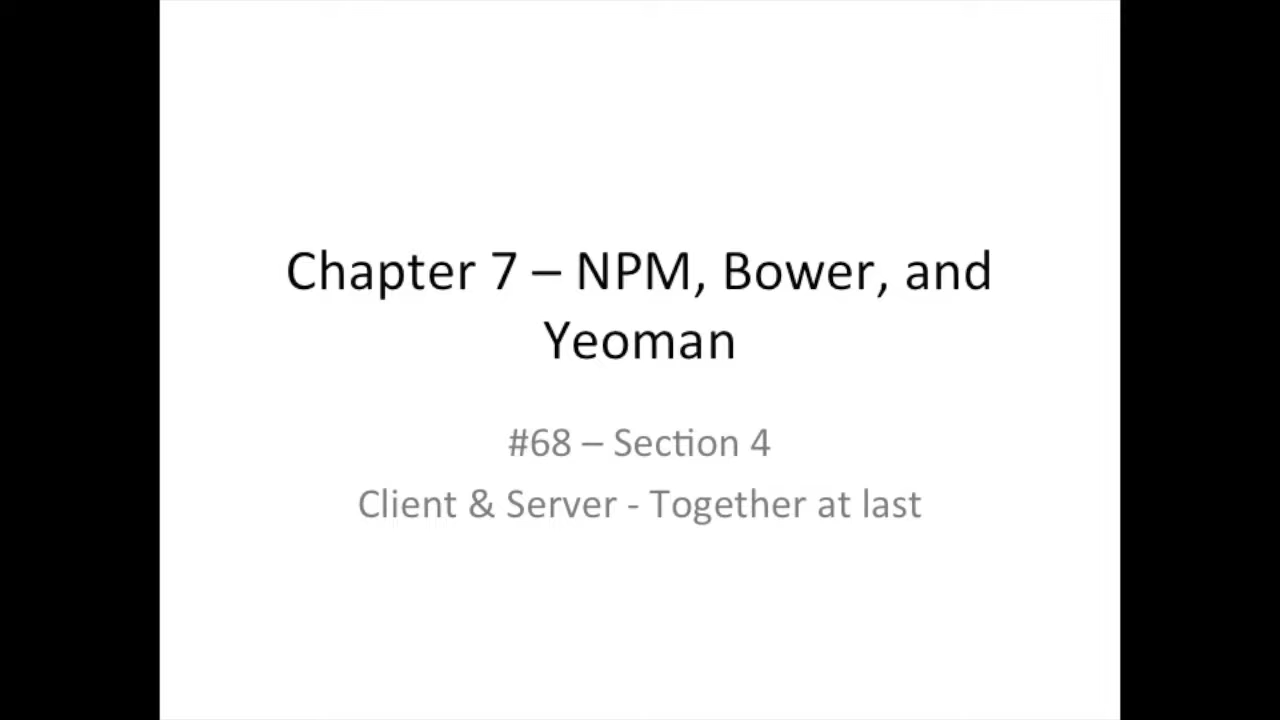 Chapter 7 – NPM, Bower, and
Yeoman
#68 – Section 4
Client & Server - Together at last